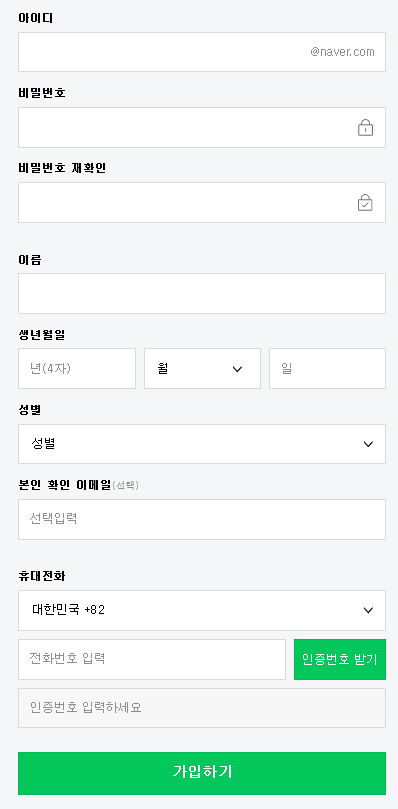 아이디
@naver.com
비밀번호
비밀번호 재확인
이름
생년월일
년(4자) 월 일
성별
성별
본인 확인 이메일(선택)
선택입력
휴대전화
대한민국 +82
전화번호 입력 인증번호 받기
인증번호 입력하세요
가입하기